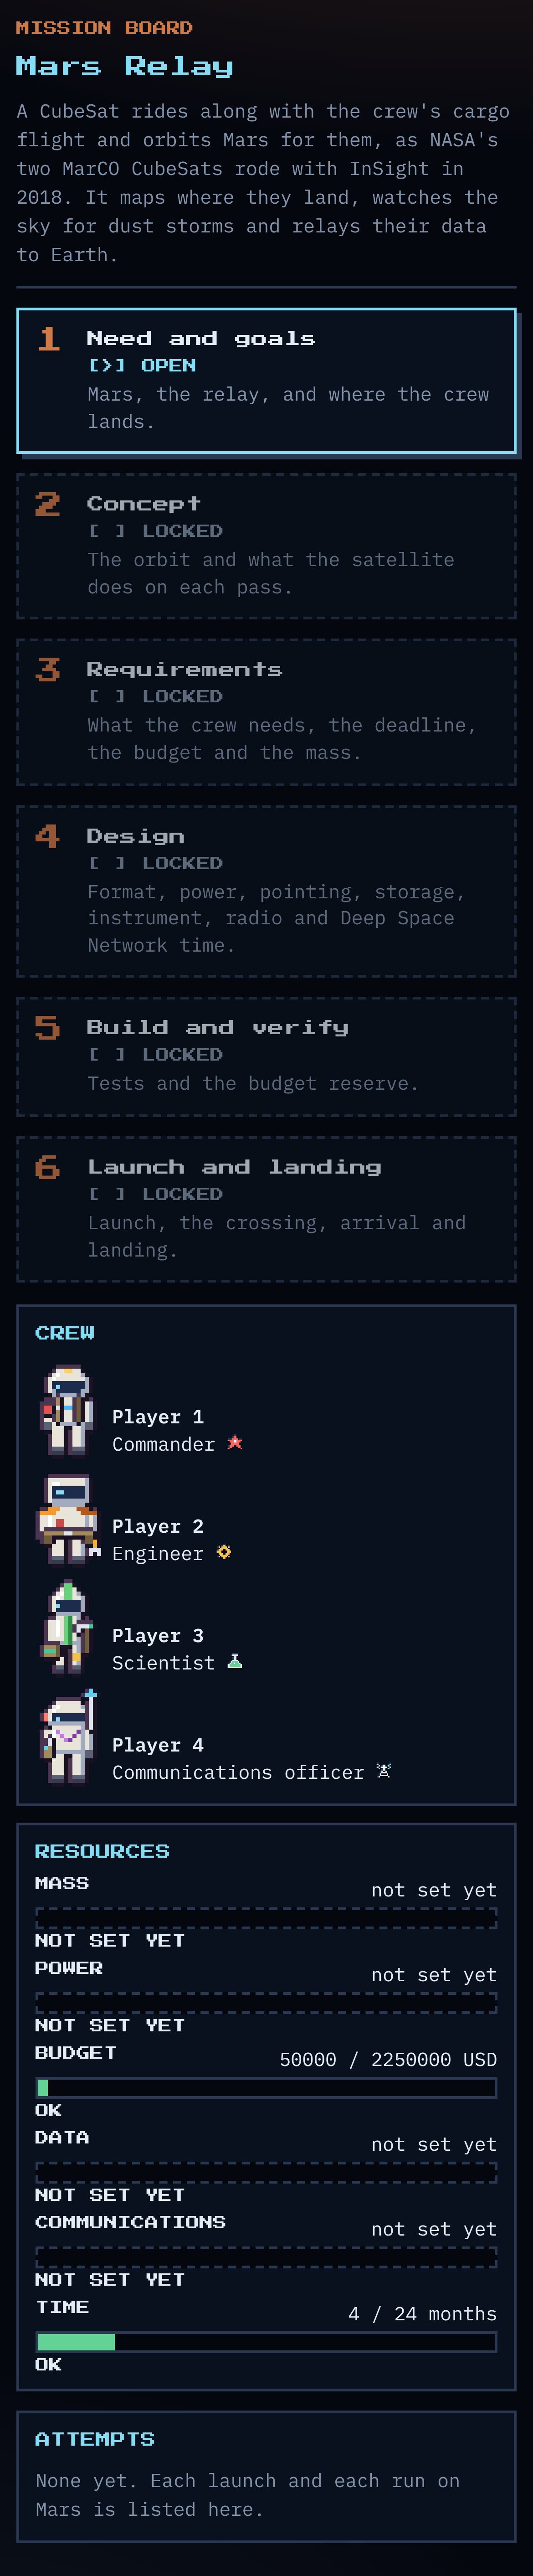 MISSION BOARD
Mars Relay
A CubeSat rides along with the crew's cargo
flight and orbits Mars for them, as NASA's
two MarCO CubeSats rode with InSight in
2018. It maps where they land, watches the
sky for dust storms and relays their data
to Earth.
1 Need and goals
[>] OPEN
Mars, the relay, and where the crew
lands.
2 Concept
[ ] LOCKED
The orbit and what the satellite
does on each pass.
3 Requirements
[ ] LOCKED
What the crew needs, the deadline,
the budget and the mass.
4 Design
[ ] LOCKED
Format, power, pointing, storage,
instrument, radio and Deep Space
Network time.
5 Build and verify
[ ] LOCKED
Tests and the budget reserve.
6 Launch and landing
[ ] LOCKED
Launch, the crossing, arrival and
landing.
CREW
Player 1
Commander
Player 2
Engineer
Player 3
Scientist
Player 4
Communications officer
RESOURCES
MASS not set yet
NOT SET YET
POWER not set yet
NOT SET YET
BUDGET 50000 / 2250000 USD
OK
DATA not set yet
NOT SET YET
COMMUNICATIONS not set yet
NOT SET YET
TIME 4 / 24 months
OK
ATTEMPTS
None yet. Each launch and each run on
Mars is listed here.